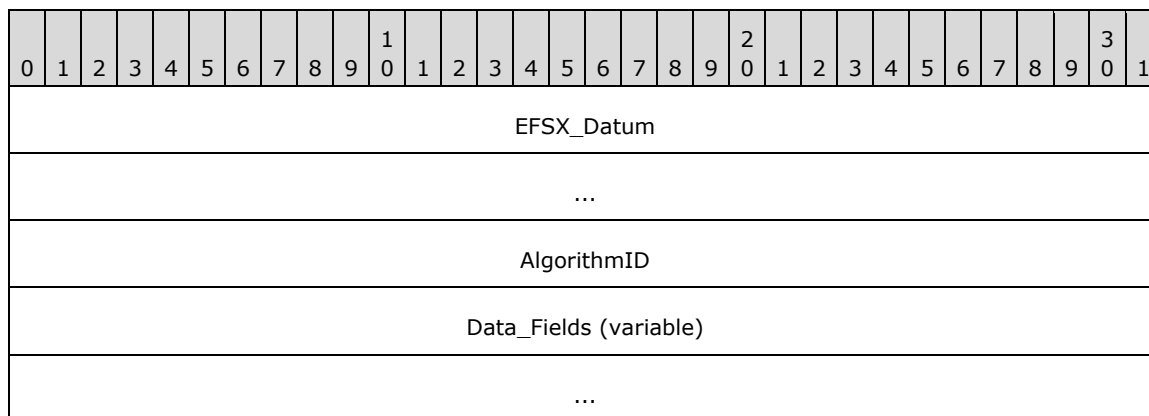 1 2 3
0 1 2 3 4 5 6 7 8 9 0 1 2 3 4 5 6 7 8 9 0 1 2 3 4 5 6 7 8 9 0 1
EFSX_Datum
...
AlgorithmID
Data_Fields (variable)
...